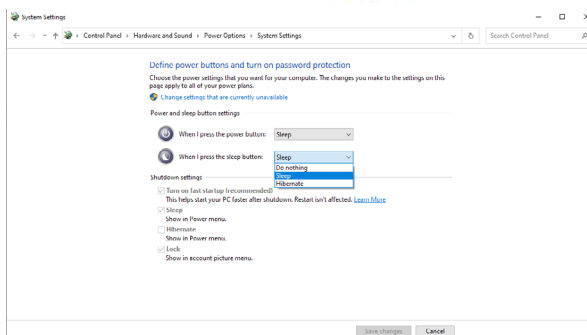 System Settings
Control Panel › Hardware and Sound › Power Options › System Settings
Search Control Panel
Define power buttons and turn on password protection
Choose the power settings that you want for your computer. The changes you make to the settings on this
page apply to all of your power plans.
Change settings that are currently unavailable
Power and sleep button settings
When I press the power button: Sleep
When I press the sleep button: Sleep
Do nothing
Sleep
Hibernate
Shutdown settings
Turn on fast startup (recommended)
This helps start your PC faster after shutdown. Restart isn't affected. Learn More
Sleep
Show in Power menu.
Hibernate
Show in Power menu.
Lock
Show in account picture menu.
Save changes Cancel